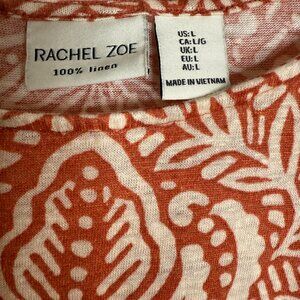 RACHEL ZOE
100% linen
US: L
CA: L/G
UK: L
EU: L
AU: L
MADE IN VIETNAM